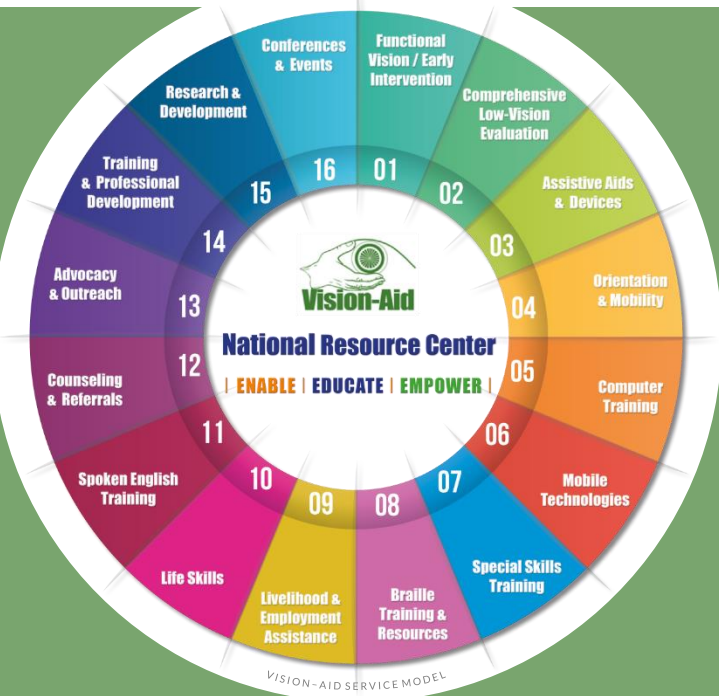 Functional
Vision / Early
Intervention
01
Comprehensive
Low-Vision
Evaluation
02
Assistive Aids
& Devices
03
Orientation
& Mobility
04
Computer
Training
05
Mobile
Technologies
06
Special Skills
Training
07
Braille
Training &
Resources
08
Livelihood &
Employment
Assistance
09
Life Skills
10
Spoken English
Training
11
Counseling
& Referrals
12
Advocacy
& Outreach
13
Training
& Professional
Development
14
Research &
Development
15
Conferences
& Events
16
Vision-Aid
National Resource Center
| ENABLE | EDUCATE | EMPOWER |
VISION-AID SERVICE MODEL